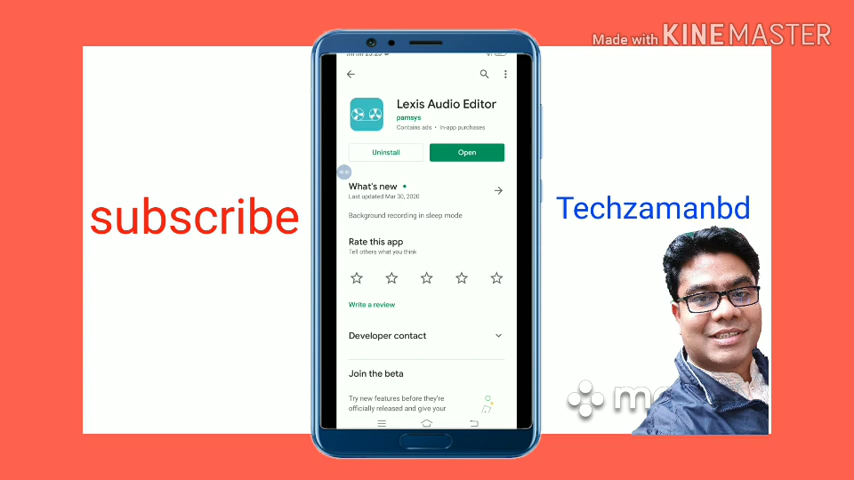 Made with KINEMASTER
Lexis Audio Editor
pamsys
Contains ads • In-app purchases
Uninstall
Open
What's new •
Last updated Mar 30, 2020
Background recording in sleep mode
Rate this app
Tell others what you think
Write a review
Developer contact
Join the beta
Try new features before they're
officially released and give your
subscribe
Techzamanbd